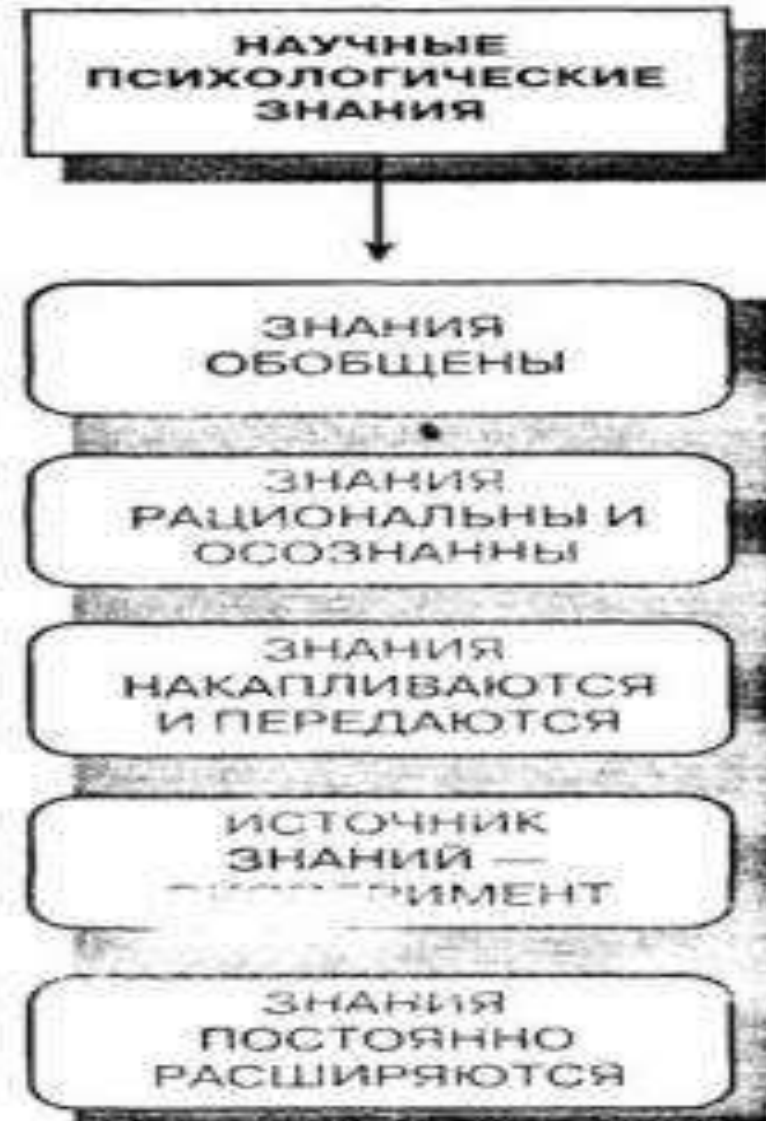 НАУЧНЫЕ
ПСИХОЛОГИЧЕСКИЕ
ЗНАНИЯ
ЗНАНИЯ
ОБОБЩЕНЫ
ЗНАНИЯ
РАЦИОНАЛЬНЫ И
ОСОЗНАННЫ
ЗНАНИЯ
НАКАПЛИВАЮТСЯ
И ПЕРЕДАЮТСЯ
ИСТОЧНИК
ЗНАНИЙ —
ЗНАНИЯ
ПОСТОЯННО
РАСШИРЯЮТСЯ